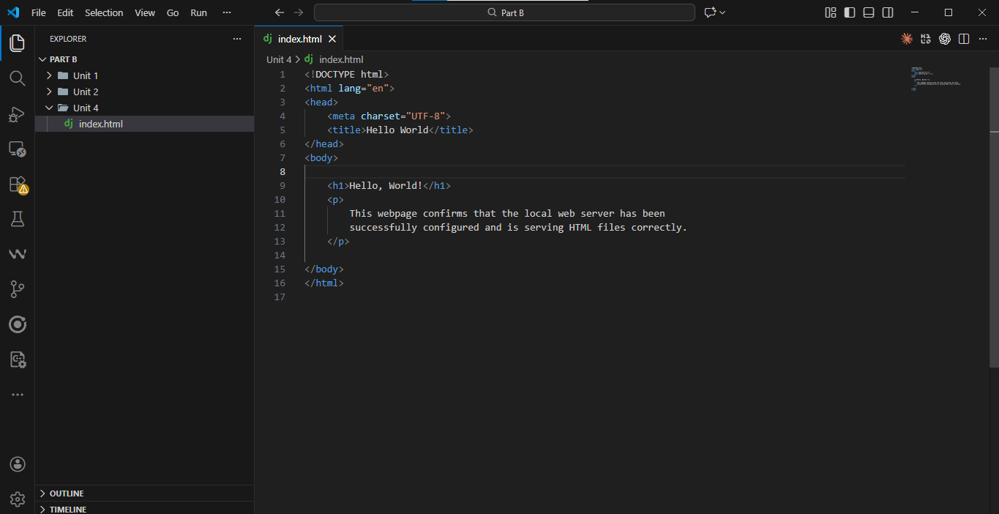 File Edit Selection View Go Run ···
Part B
EXPLORER ···
PART B
Unit 1
Unit 2
Unit 4
dj index.html
OUTLINE
TIMELINE
dj index.html
···
Unit 4 > dj index.html
1 <!DOCTYPE html>
2 <html lang="en">
3 <head>
4 <meta charset="UTF-8">
5 <title>Hello World</title>
6 </head>
7 <body>
8
9 <h1>Hello, World!</h1>
10 <p>
11 This webpage confirms that the local web server has been
12 successfully configured and is serving HTML files correctly.
13 </p>
14
15 </body>
16 </html>
17